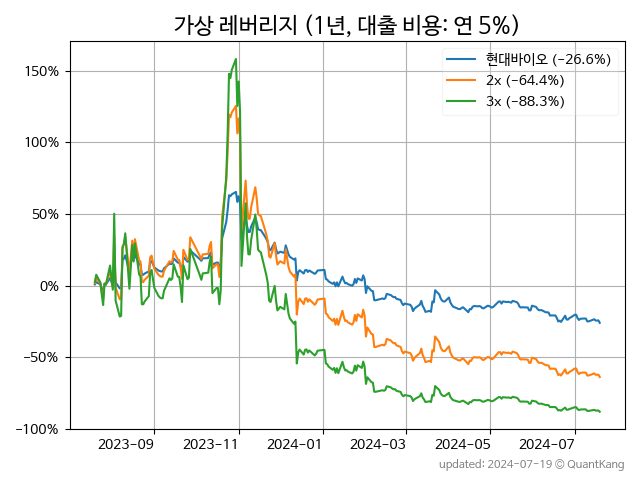 가상 레버리지 (1년, 대출 비용: 연 5%)
현대바이오 (−26.6%)
2x (−64.4%)
3x (−88.3%)
150%
100%
50%
0%
−50%
−100%
2023-09 2023-11 2024-01 2024-03 2024-05 2024-07
updated: 2024-07-19 © QuantKang